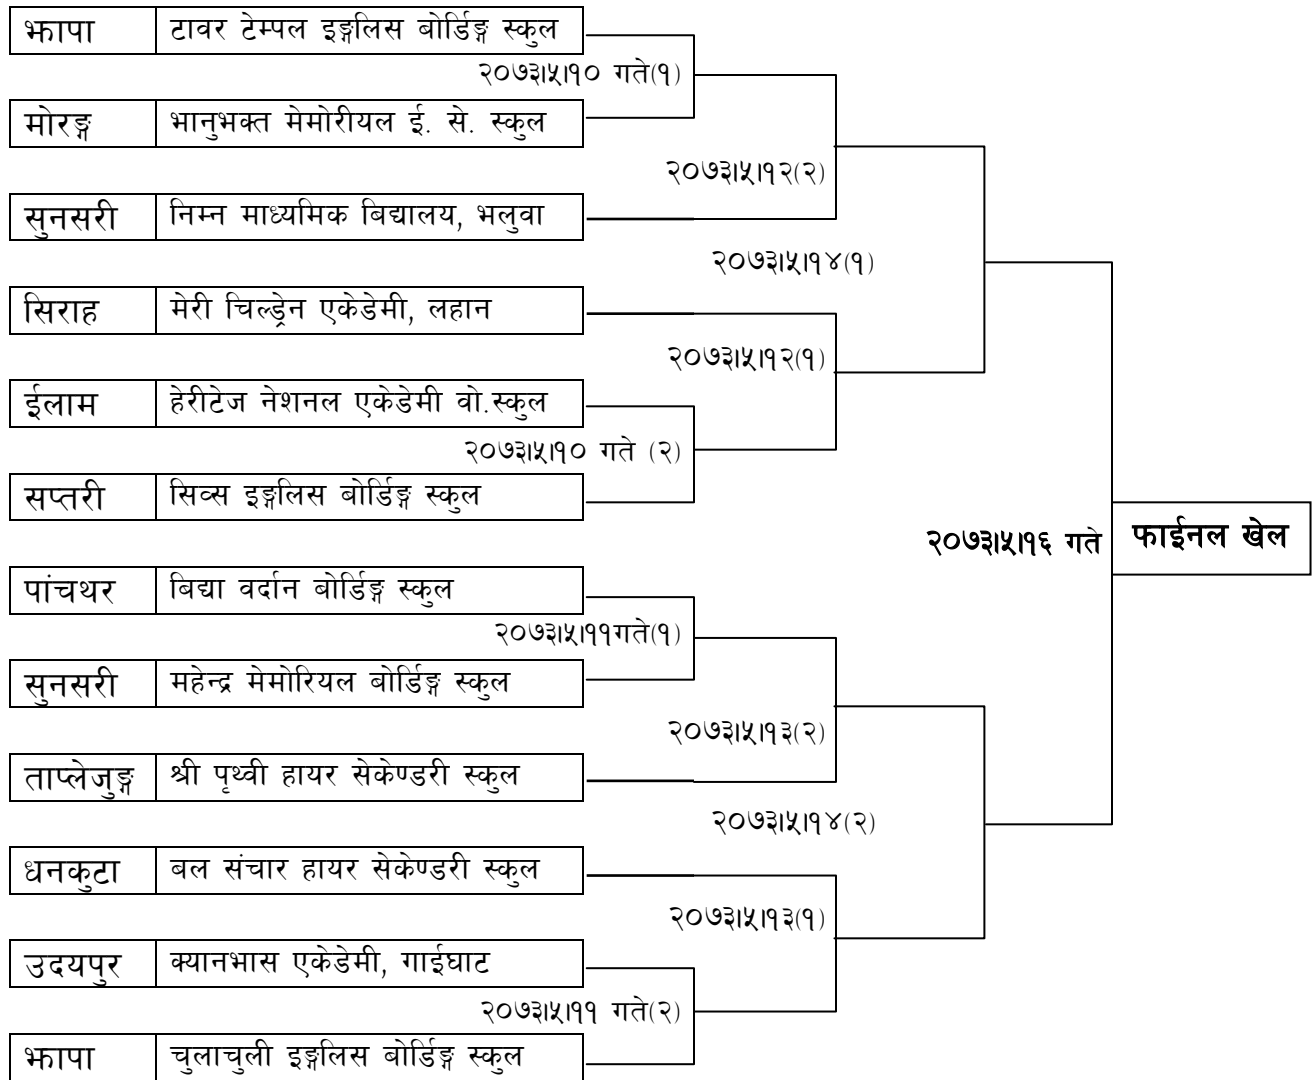 झापा टावर टेम्पल इङ्गलिस बोर्डिङ्ग स्कुल
२०७३।५।१० गते(१)
मोरङ्ग भानुभक्त मेमोरीयल ई. से. स्कुल
२०७३।५।१२(२)
सुनसरी निम्न माध्यमिक बिद्यालय, भलुवा
२०७३।५।१४(१)
सिराह मेरी चिल्ड्रेन एकेडेमी, लहान
२०७३।५।१२(१)
ईलाम हेरीटेज नेशनल एकेडेमी वो.स्कुल
२०७३।५।१० गते (२)
सप्तरी सिव्स इङ्गलिस बोर्डिङ्ग स्कुल
२०७३।५।१६ गते फाईनल खेल
पांचथर बिद्या वर्दान बोर्डिङ्ग स्कुल
२०७३।५।११गते(१)
सुनसरी महेन्द्र मेमोरियल बोर्डिङ्ग स्कुल
२०७३।५।१३(२)
ताप्लेजुङ्ग श्री पृथ्वी हायर सेकेण्डरी स्कुल
२०७३।५।१४(२)
धनकुटा बल संचार हायर सेकेण्डरी स्कुल
२०७३।५।१३(१)
उदयपुर क्यानभास एकेडेमी, गाईघाट
२०७३।५।११ गते(२)
झापा चुलाचुली इङ्गलिस बोर्डिङ्ग स्कुल